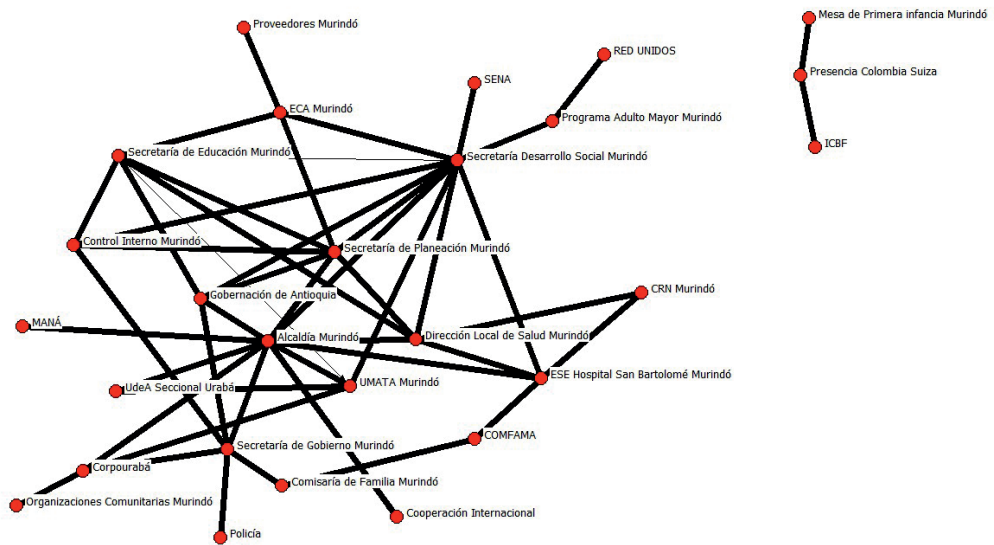 Mesa de Primera infancia Murindó
Proveedores Murindó
RED UNIDOS
Presencia Colombia Suiza
SENA
ECA Murindó
Programa Adulto Mayor Murindó
ICBF
Secretaría de Educación Murindó
Secretaría Desarrollo Social Murindó
Control Interno Murindó
Secretaría de Planeación Murindó
CRN Murindó
Gobernación de Antioquia
MANÁ
Alcaldía Murindó
Dirección Local de Salud Murindó
ESE Hospital San Bartolomé Murindó
UdeA Seccional Urabá
UMATA Murindó
COMFAMA
Secretaría de Gobierno Murindó
Corpourabá
Comisaría de Familia Murindó
Organizaciones Comunitarias Murindó
Cooperación Internacional
Policía